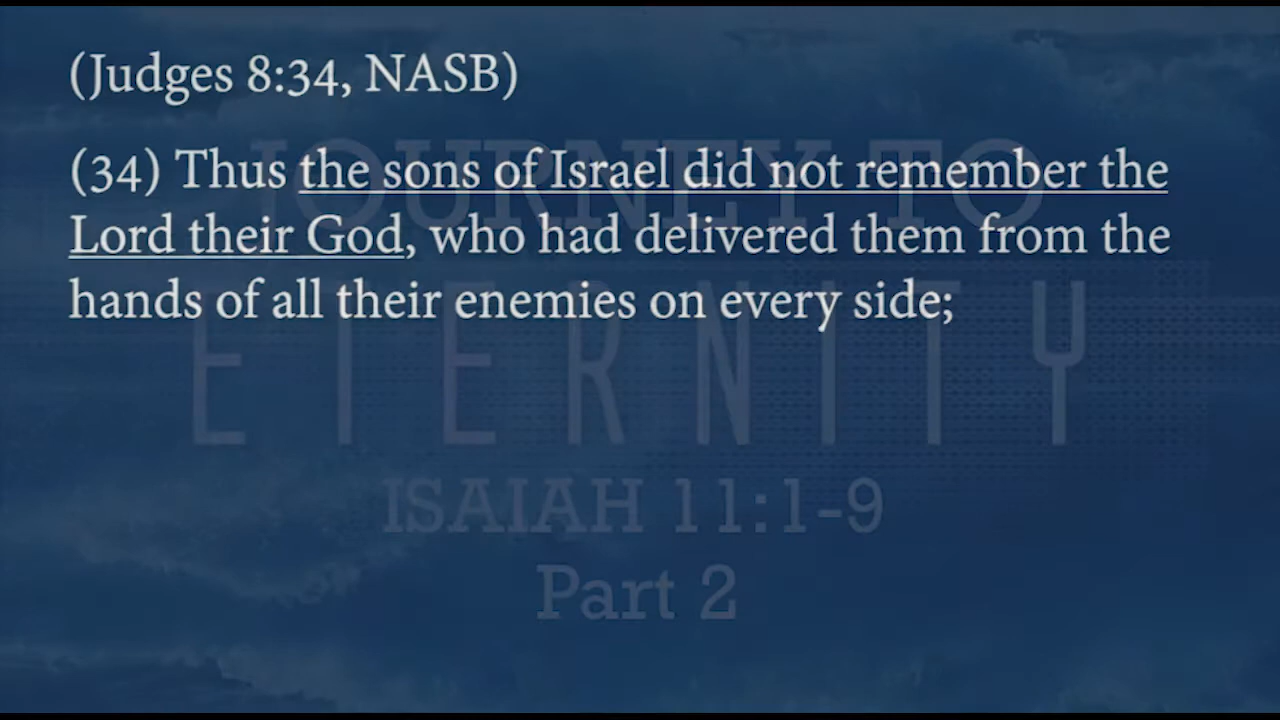 (Judges 8:34, NASB)
(34) Thus the sons of Israel did not remember the
Lord their God, who had delivered them from the
hands of all their enemies on every side;
JOURNEY TO
ETERNITY
ISAIAH 11:1-9
Part 2